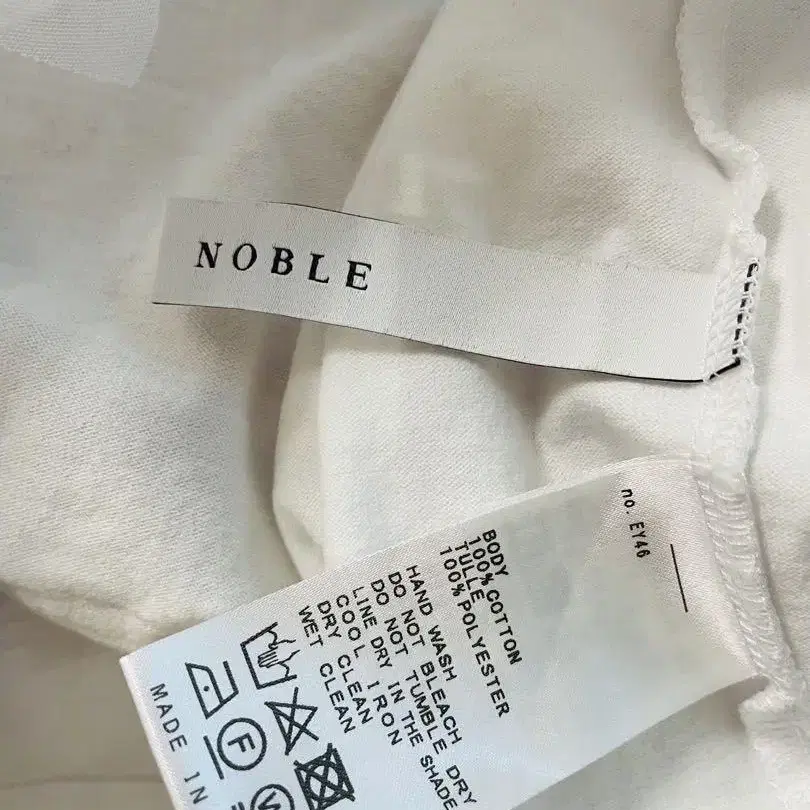 NOBLE
no. EY46
BODY
100% COTTON
TULLE
100% POLYESTER
HAND WASH
DO NOT BLEACH
DO NOT TUMBLE DRY
LINE DRY IN THE SHADE
COOL IRON
DRY CLEAN
WET CLEAN
F
W
MADE IN